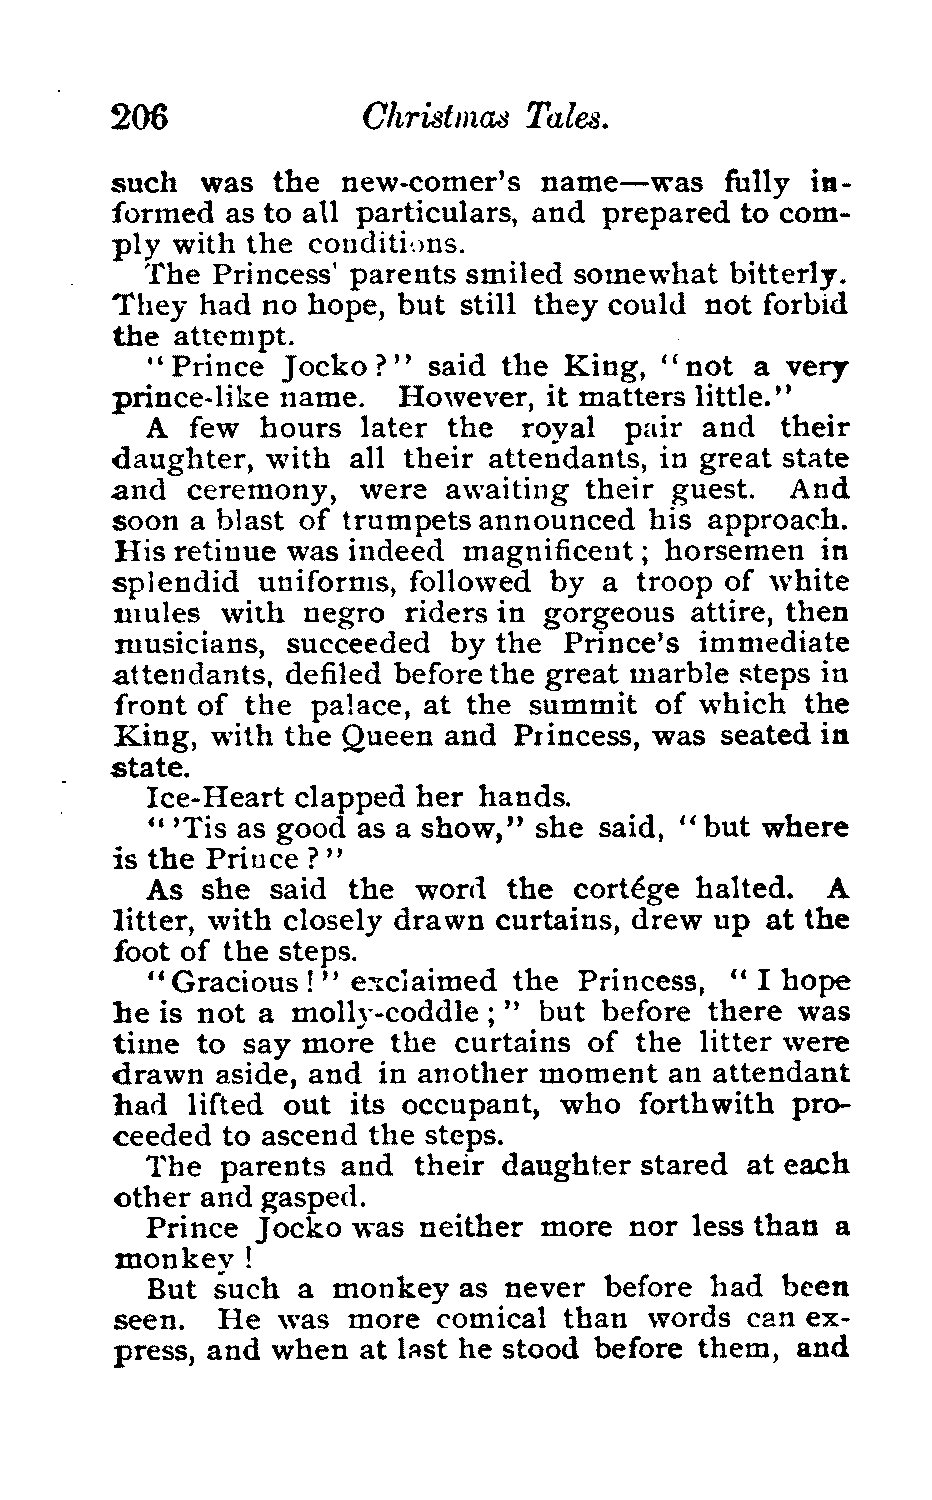 206 Christmas Tales.
such was the new-comer's name—was fully in-
formed as to all particulars, and prepared to com-
ply with the conditions.
The Princess' parents smiled somewhat bitterly.
They had no hope, but still they could not forbid
the attempt.
"Prince Jocko?" said the King, "not a very
prince-like name. However, it matters little."
A few hours later the royal pair and their
daughter, with all their attendants, in great state
and ceremony, were awaiting their guest. And
soon a blast of trumpets announced his approach.
His retinue was indeed magnificent; horsemen in
splendid uniforms, followed by a troop of white
mules with negro riders in gorgeous attire, then
musicians, succeeded by the Prince's immediate
attendants, defiled before the great marble steps in
front of the palace, at the summit of which the
King, with the Queen and Princess, was seated in
state.
Ice-Heart clapped her hands.
"'Tis as good as a show," she said, "but where
is the Prince?"
As she said the word the cortége halted. A
litter, with closely drawn curtains, drew up at the
foot of the steps.
"Gracious!" exclaimed the Princess, "I hope
he is not a molly-coddle;" but before there was
time to say more the curtains of the litter were
drawn aside, and in another moment an attendant
had lifted out its occupant, who forthwith pro-
ceeded to ascend the steps.
The parents and their daughter stared at each
other and gasped.
Prince Jocko was neither more nor less than a
monkey!
But such a monkey as never before had been
seen. He was more comical than words can ex-
press, and when at last he stood before them, and